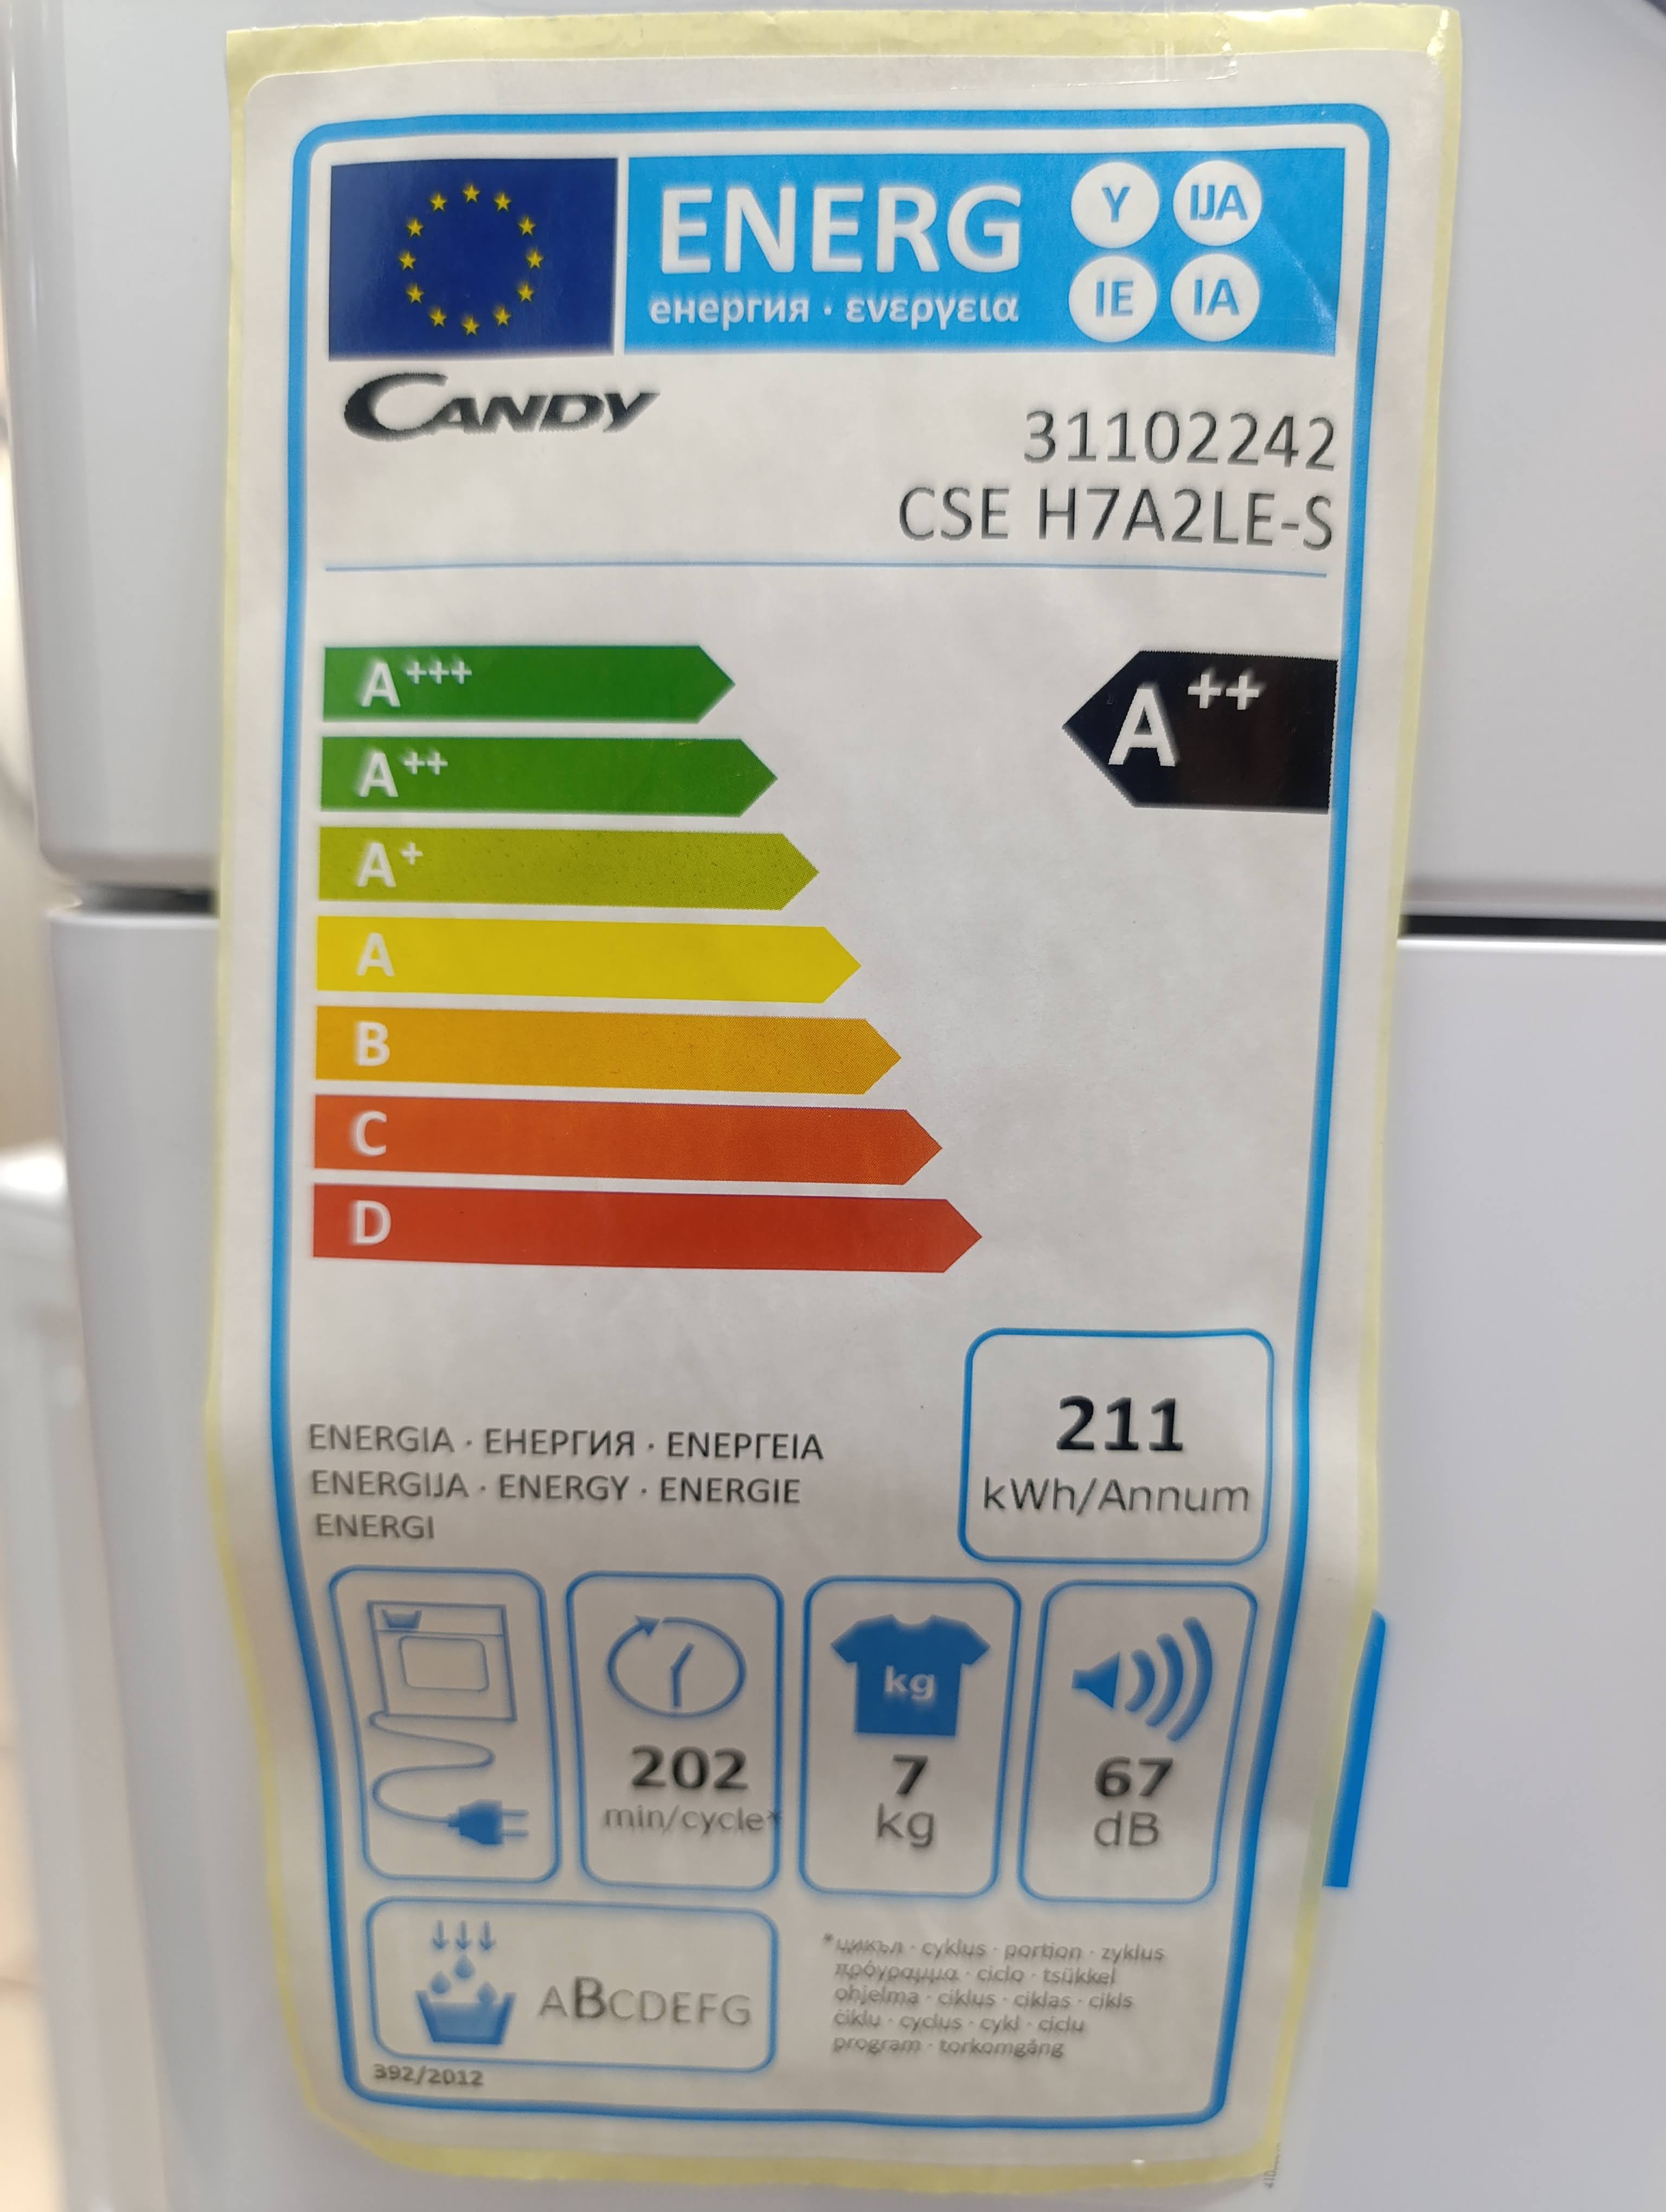 ENERG Y IJA
енергия · ενεργεια IE IA
CANDY
31102242
CSE H7A2LE-S
A+++
A++
A++
A+
A
B
C
D
211
kWh/Annum
ENERGIA · ЕНЕРГИЯ · ΕΝΕΡΓΕΙΑ
ENERGIJA · ENERGY · ENERGIE
ENERGI
202
min/cycle*
kg
7
kg
67
dB
ABCDEFG
*цикъл · cyklus · portion · zyklus
πρόγραμμα · ciclo · tsükkel
ohjelma · ciklus · ciklas · cikls
ċiklu · cyclus · cykl · ciclu
program · torkomgång
392/2012